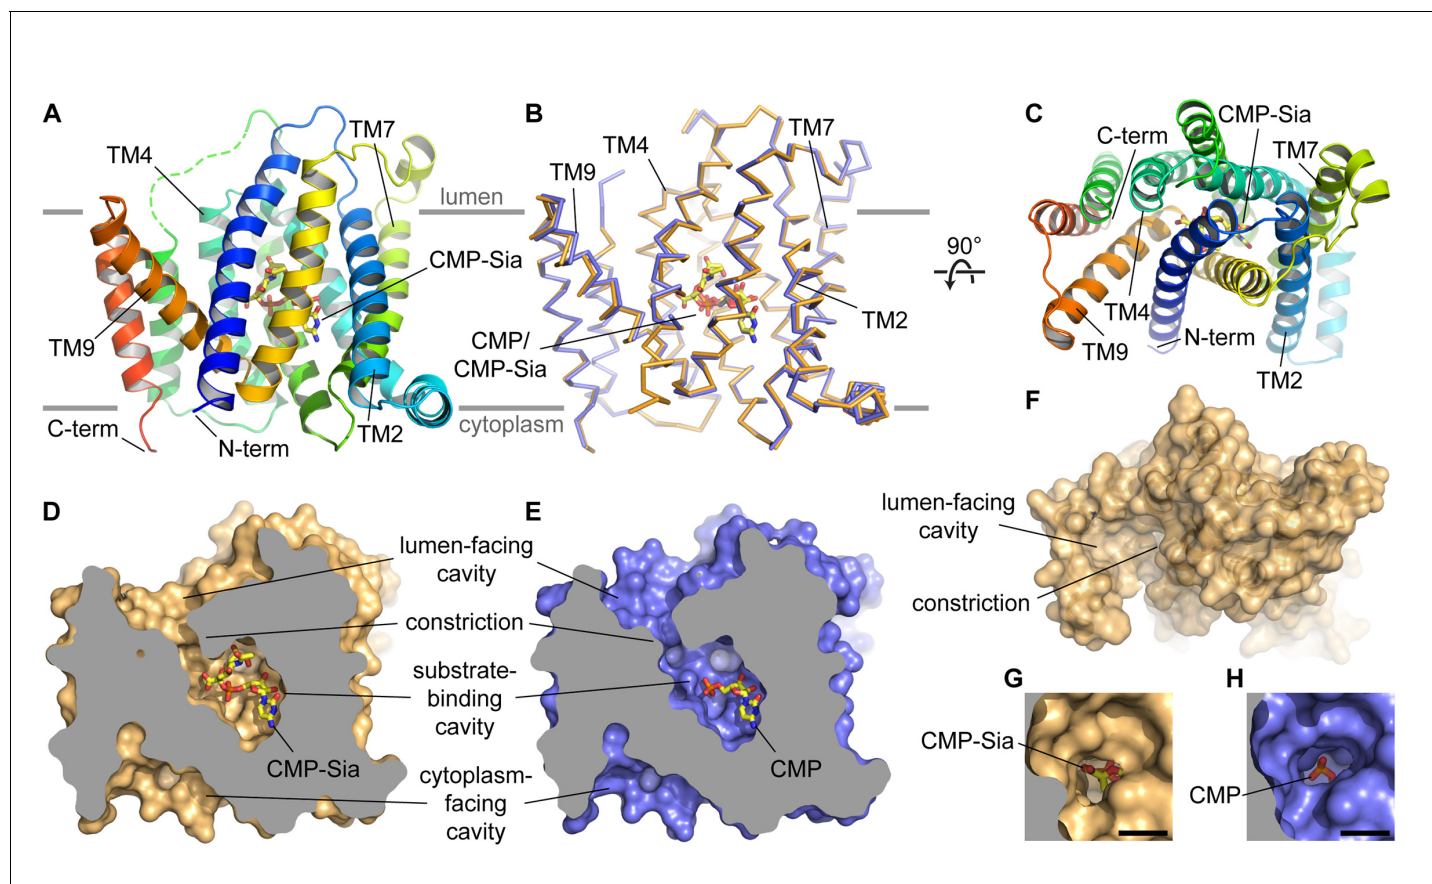 A
TM4
TM7
lumen
CMP-Sia
TM9
C-term
N-term
TM2
cytoplasm
B
TM9
TM4
TM7
CMP/
CMP-Sia
TM2
90°
C
C-term
CMP-Sia
TM7
TM4
TM9
N-term
TM2
D
lumen-facing
cavity
constriction
substrate-
binding
cavity
CMP-Sia
cytoplasm-
facing
cavity
E
CMP
F
lumen-facing
cavity
constriction
G
CMP-Sia
H
CMP